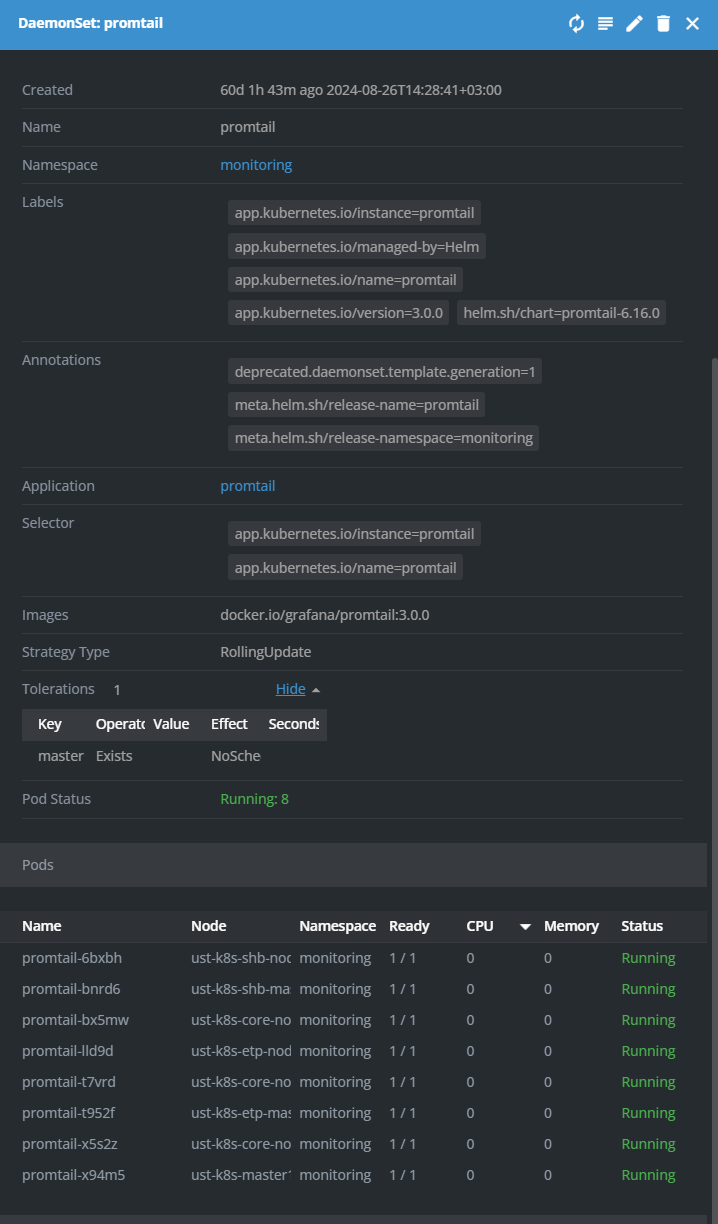 DaemonSet: promtail
Created 60d 1h 43m ago 2024-08-26T14:28:41+03:00
Name promtail
Namespace monitoring
Labels app.kubernetes.io/instance=promtail
app.kubernetes.io/managed-by=Helm
app.kubernetes.io/name=promtail
app.kubernetes.io/version=3.0.0 helm.sh/chart=promtail-6.16.0
Annotations deprecated.daemonset.template.generation=1
meta.helm.sh/release-name=promtail
meta.helm.sh/release-namespace=monitoring
Application promtail
Selector app.kubernetes.io/instance=promtail
app.kubernetes.io/name=promtail
Images docker.io/grafana/promtail:3.0.0
Strategy Type RollingUpdate
Tolerations 1 Hide
Key Operato Value Effect Seconds
master Exists NoSche
Pod Status Running: 8
Pods
Name Node Namespace Ready CPU Memory Status
promtail-6bxbh ust-k8s-shb-noc monitoring 1 / 1 0 0 Running
promtail-bnrd6 ust-k8s-shb-ma monitoring 1 / 1 0 0 Running
promtail-bx5mw ust-k8s-core-no monitoring 1 / 1 0 0 Running
promtail-lld9d ust-k8s-etp-nod monitoring 1 / 1 0 0 Running
promtail-t7vrd ust-k8s-core-no monitoring 1 / 1 0 0 Running
promtail-t952f ust-k8s-etp-mas monitoring 1 / 1 0 0 Running
promtail-x5s2z ust-k8s-core-no monitoring 1 / 1 0 0 Running
promtail-x94m5 ust-k8s-master1 monitoring 1 / 1 0 0 Running